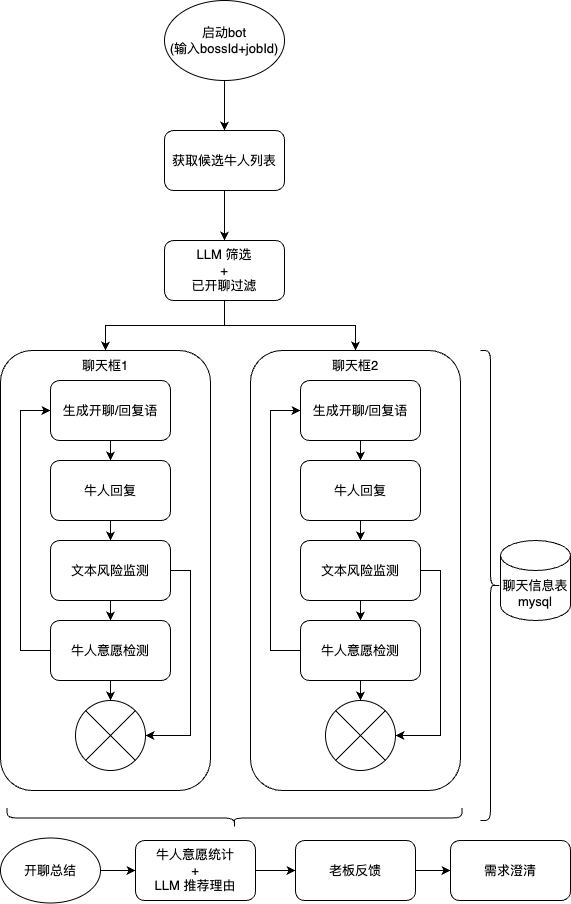 启动bot
(输入bossId+jobId)
获取候选牛人列表
LLM 筛选
+
已开聊过滤
聊天框1
生成开聊/回复语
牛人回复
文本风险监测
牛人意愿检测
聊天框2
生成开聊/回复语
牛人回复
文本风险监测
牛人意愿检测
聊天信息表
mysql
开聊总结
牛人意愿统计
+
LLM 推荐理由
老板反馈
需求澄清